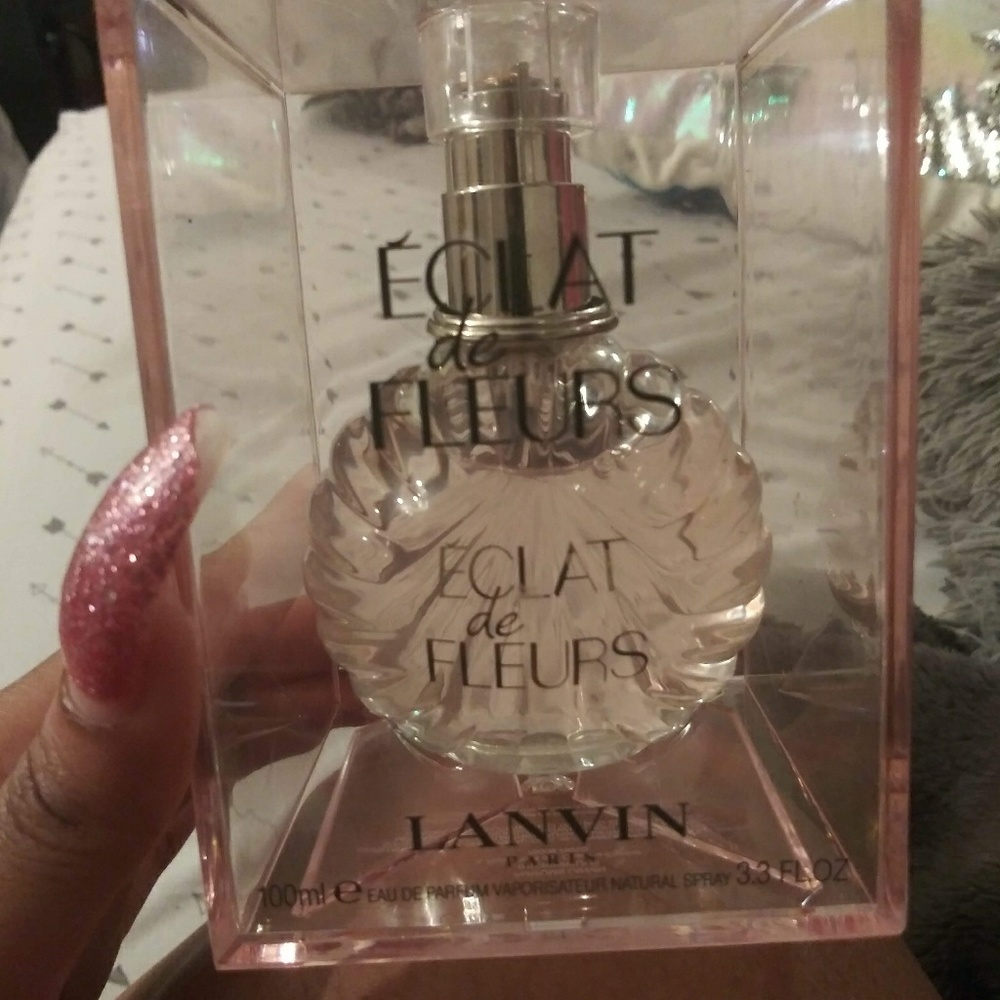 ÉCLAT
de
FLEURS
ÉCLAT
de
FLEURS
LANVIN
PARIS
100ml e EAU DE PARFUM VAPORISATEUR NATURAL SPRAY 3.3 FL.OZ